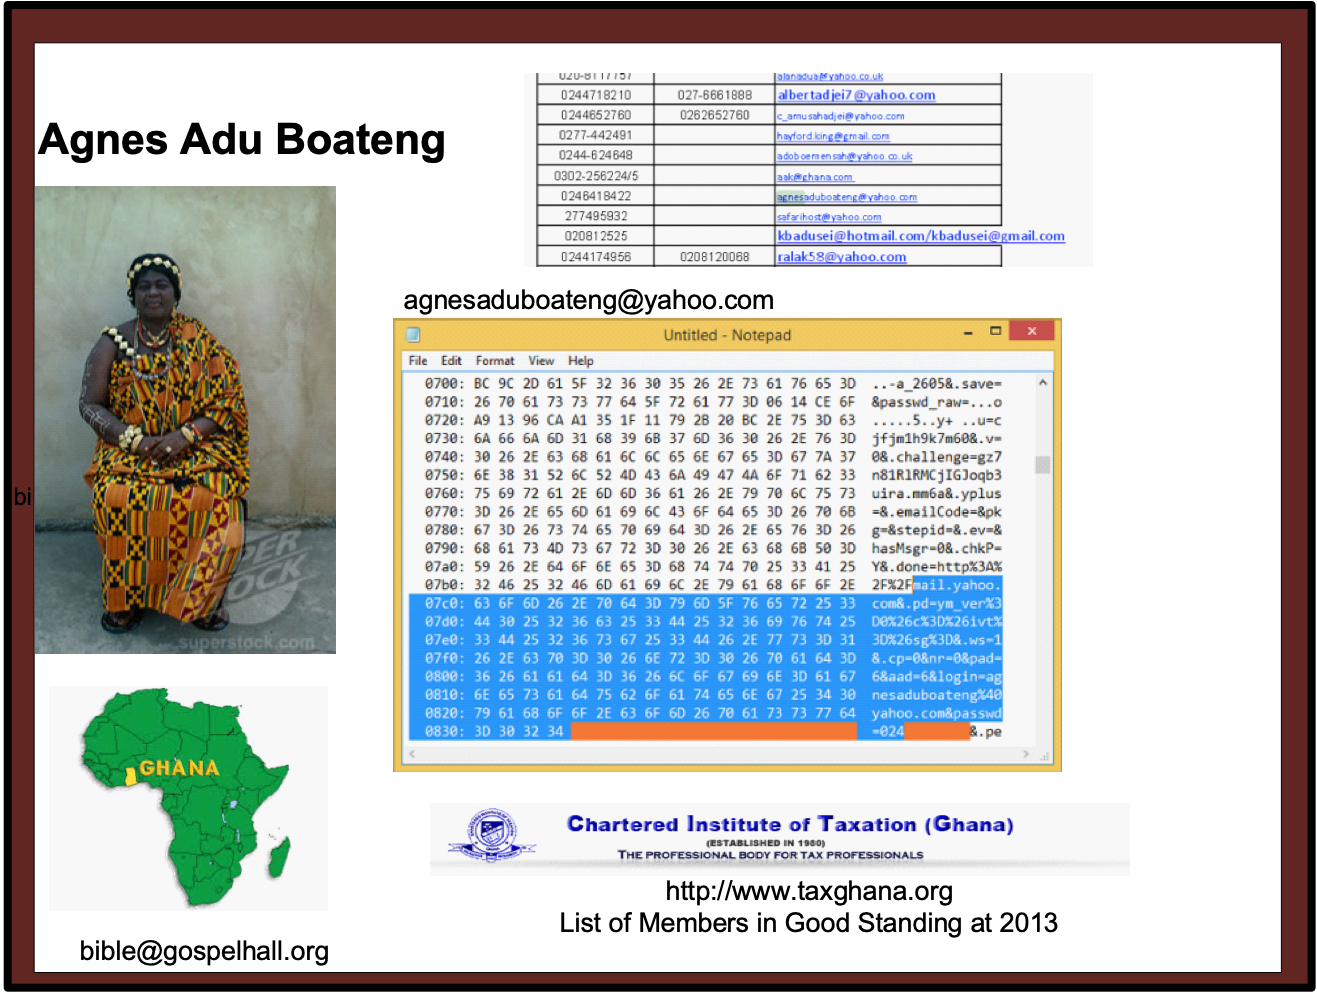 Agnes Adu Boateng
020-8117757 alanadua@yahoo.co.uk
0244718210 027-6661888 albertadjei7@yahoo.com
0244652760 0262652760 c_amusahadjei@yahoo.com
0277-442491 hayford.king@gmail.com
0244-624648 adoboemensah@yahoo.co.uk
0302-256224/5 aak@ghana.com
0246418422 agnesaduboateng@yahoo.com
277495932 safarihost@yahoo.com
020812525 kbadusei@hotmail.com/kbadusei@gmail.com
0244174956 0208120068 ralak58@yahoo.com
agnesaduboateng@yahoo.com
Untitled - Notepad
File Edit Format View Help
0700: BC 9C 2D 61 5F 32 36 30 35 26 2E 73 61 76 65 3D ..-a_2605&.save=
0710: 26 70 61 73 73 77 64 5F 72 61 77 3D 06 14 CE 6F &passwd_raw=...o
0720: A9 13 96 CA A1 35 1F 11 79 2B 20 BC 2E 75 3D 63 .....5..y+ ..u=c
0730: 6A 66 6A 6D 31 68 39 6B 37 6D 36 30 26 2E 76 3D jfjm1h9k7m60&.v=
0740: 30 26 2E 63 68 61 6C 6C 65 6E 67 65 3D 67 7A 37 0&.challenge=gz7
0750: 6E 38 31 52 6C 52 4D 43 6A 49 47 4A 6F 71 62 33 n81RlRMCjIGJoqb3
0760: 75 69 72 61 2E 6D 6D 36 61 26 2E 79 70 6C 75 73 uira.mm6a&.yplus
0770: 3D 26 2E 65 6D 61 69 6C 43 6F 64 65 3D 26 70 6B =&.emailCode=&pk
0780: 67 3D 26 73 74 65 70 69 64 3D 26 2E 65 76 3D 26 g=&stepid=&.ev=&
0790: 68 61 73 4D 73 67 72 3D 30 26 2E 63 68 6B 50 3D hasMsgr=0&.chkP=
07a0: 59 26 2E 64 6F 6E 65 3D 68 74 74 70 25 33 41 25 Y&.done=http%3A%
07b0: 32 46 25 32 46 6D 61 69 6C 2E 79 61 68 6F 6F 2E 2F%2Fmail.yahoo.
07c0: 63 6F 6D 26 2E 70 64 3D 79 6D 5F 76 65 72 25 33 com&.pd=ym_ver%3
07d0: 44 30 25 32 36 63 25 33 44 25 32 36 69 76 74 25 D0%26c%3D%26ivt%
07e0: 33 44 25 32 36 73 67 25 33 44 26 2E 77 73 3D 31 3D%26sg%3D&.ws=1
07f0: 26 2E 63 70 3D 30 26 6E 72 3D 30 26 70 61 64 3D &.cp=0&nr=0&pad=
0800: 36 26 61 61 64 3D 36 26 6C 6F 67 69 6E 3D 61 67 6&aad=6&login=ag
0810: 6E 65 73 61 64 75 62 6F 61 74 65 6E 67 25 34 30 nesaduboateng%40
0820: 79 61 68 6F 6F 2E 63 6F 6D 26 70 61 73 73 77 64 yahoo.com&passwd
0830: 3D 30 32 34 =024 &.pe
bi
SUPER STOCK
superstock.com
GHANA
bible@gospelhall.org
Chartered Institute of Taxation (Ghana)
(ESTABLISHED IN 1980)
THE PROFESSIONAL BODY FOR TAX PROFESSIONALS
http://www.taxghana.org
List of Members in Good Standing at 2013